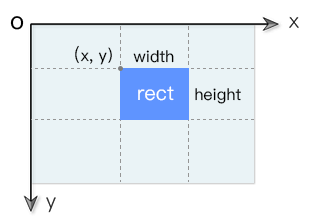 O x
(x, y) width
rect height
y